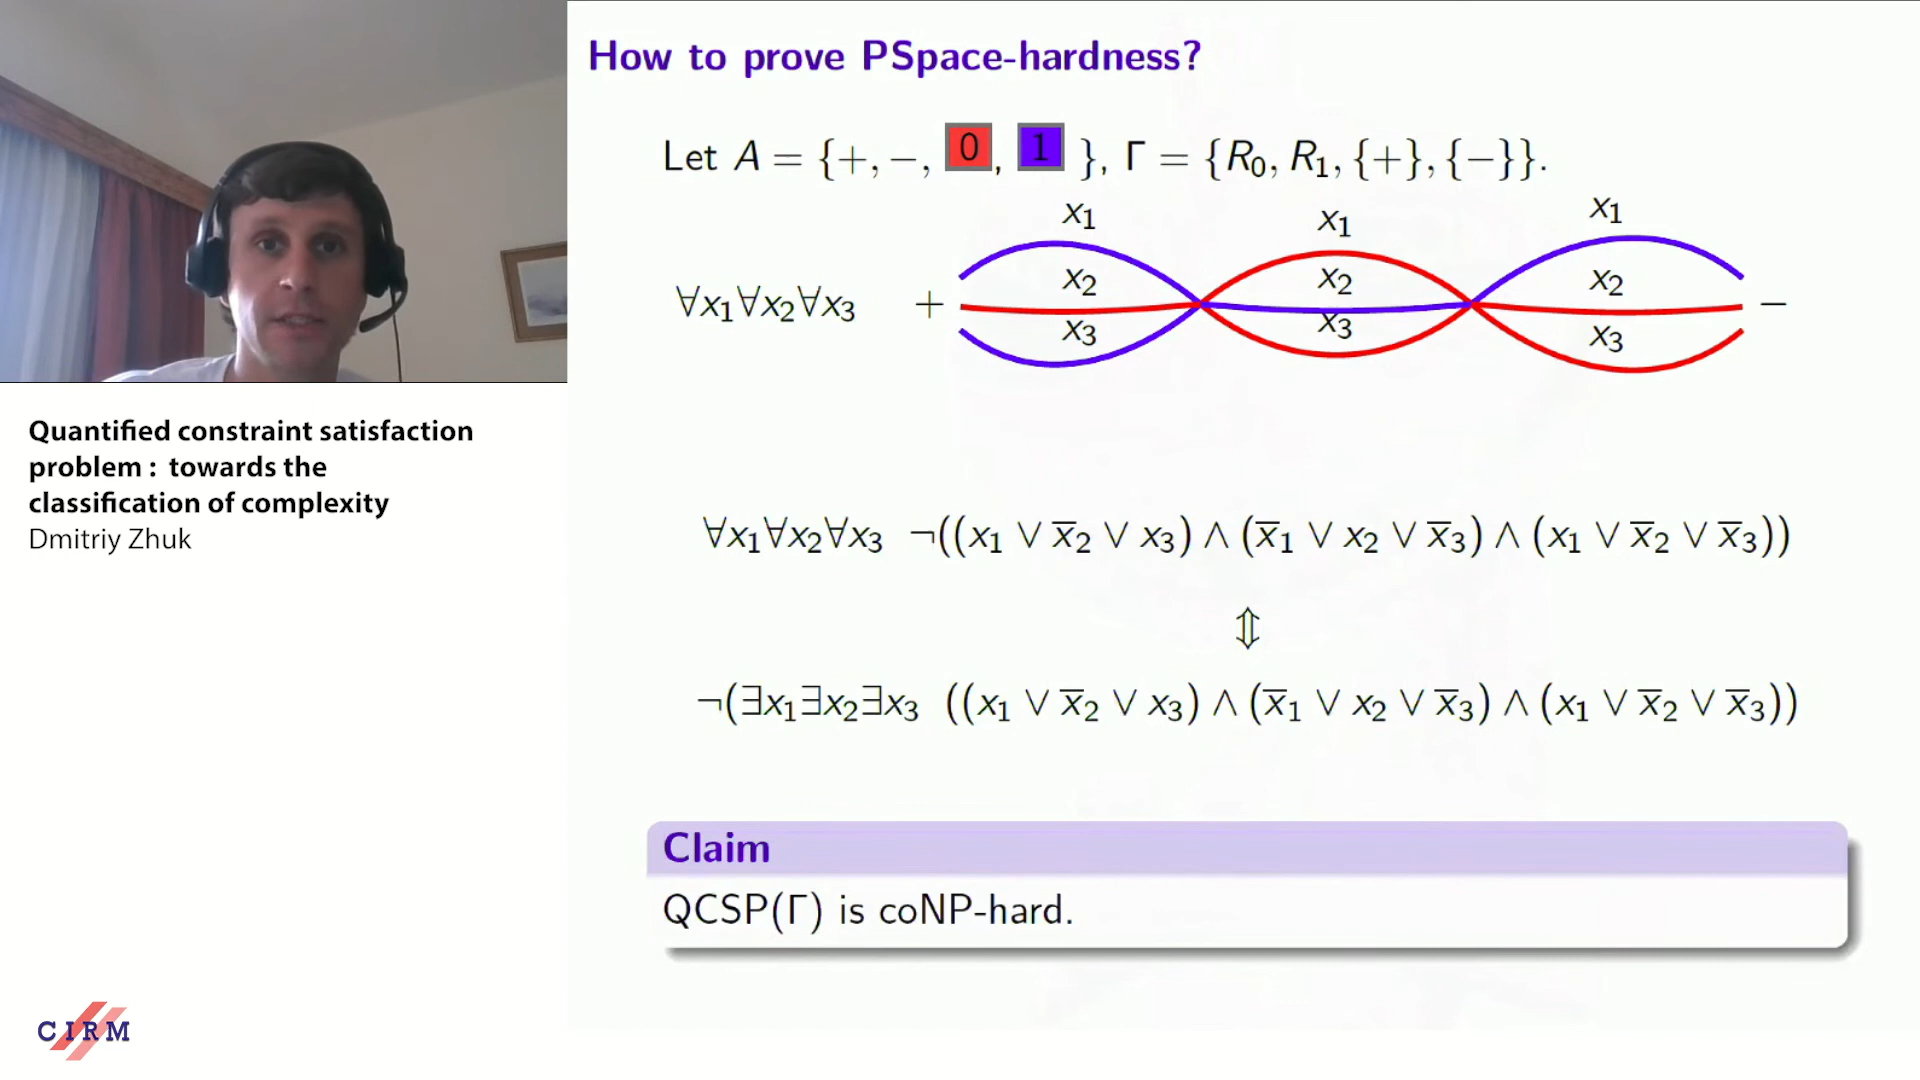 How to prove PSpace-hardness?
Let A = {+, −, 0, 1 }, Γ = {R₀, R₁, {+}, {−}}.
x₁ x₁ x₁
∀x₁∀x₂∀x₃ + x₂ x₂ x₂ −
x₃ x₃ x₃
Quantified constraint satisfaction
problem : towards the
classification of complexity
Dmitriy Zhuk
∀x₁∀x₂∀x₃ ¬((x₁ ∨ x̅₂ ∨ x₃) ∧ (x̅₁ ∨ x₂ ∨ x̅₃) ∧ (x₁ ∨ x̅₂ ∨ x̅₃))
⇕
¬(∃x₁∃x₂∃x₃ ((x₁ ∨ x̅₂ ∨ x₃) ∧ (x̅₁ ∨ x₂ ∨ x̅₃) ∧ (x₁ ∨ x̅₂ ∨ x̅₃))
Claim
QCSP(Γ) is coNP-hard.
CIRM